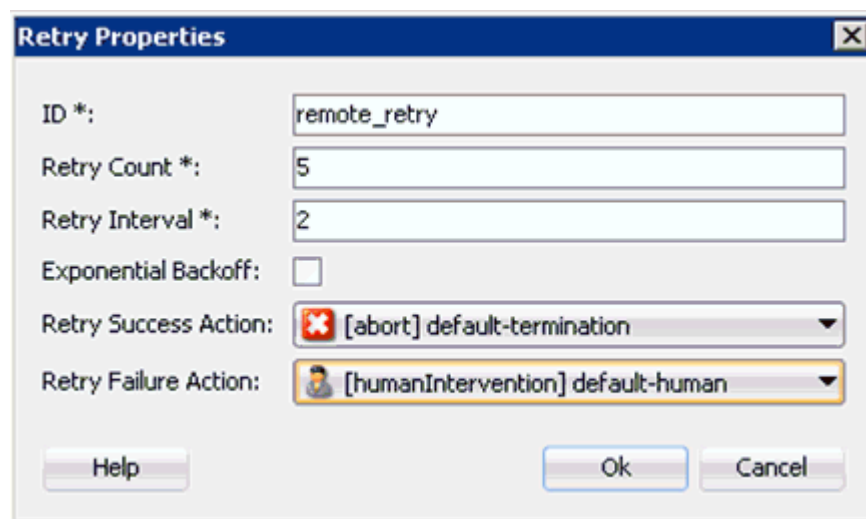 Retry Properties
ID *: remote_retry
Retry Count *: 5
Retry Interval *: 2
Exponential Backoff:
Retry Success Action: [abort] default-termination
Retry Failure Action: [humanIntervention] default-human
Help Ok Cancel